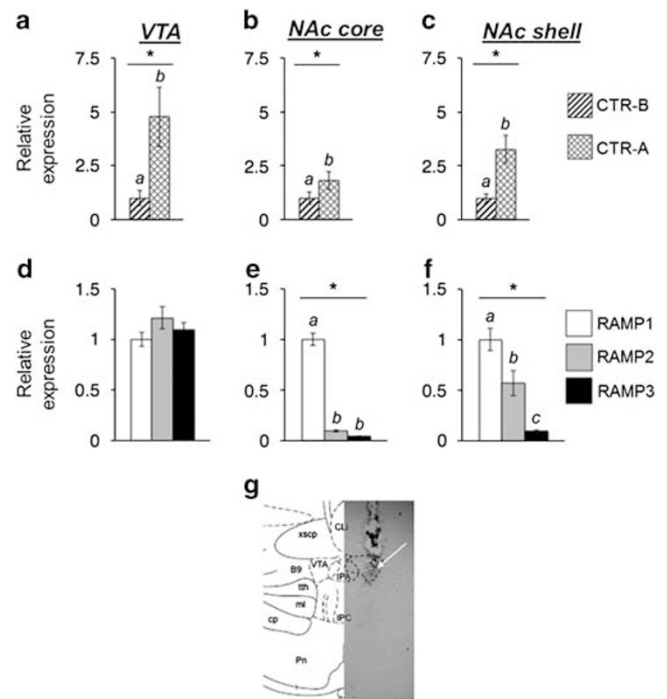 a VTA
7.5
5
2.5
0
Relative expression
*
a
b
b NAc core
7.5
5
2.5
0
*
a
b
c NAc shell
7.5
5
2.5
0
*
a
b
CTR-B
CTR-A
d
1.5
1
0.5
0
Relative expression
e
1.5
1
0.5
0
*
a
b
b
f
1.5
1
0.5
0
*
a
b
c
RAMP1
RAMP2
RAMP3
g
CLi
xscp
VTA
B9
tth
ml
IPC
cp
Pn